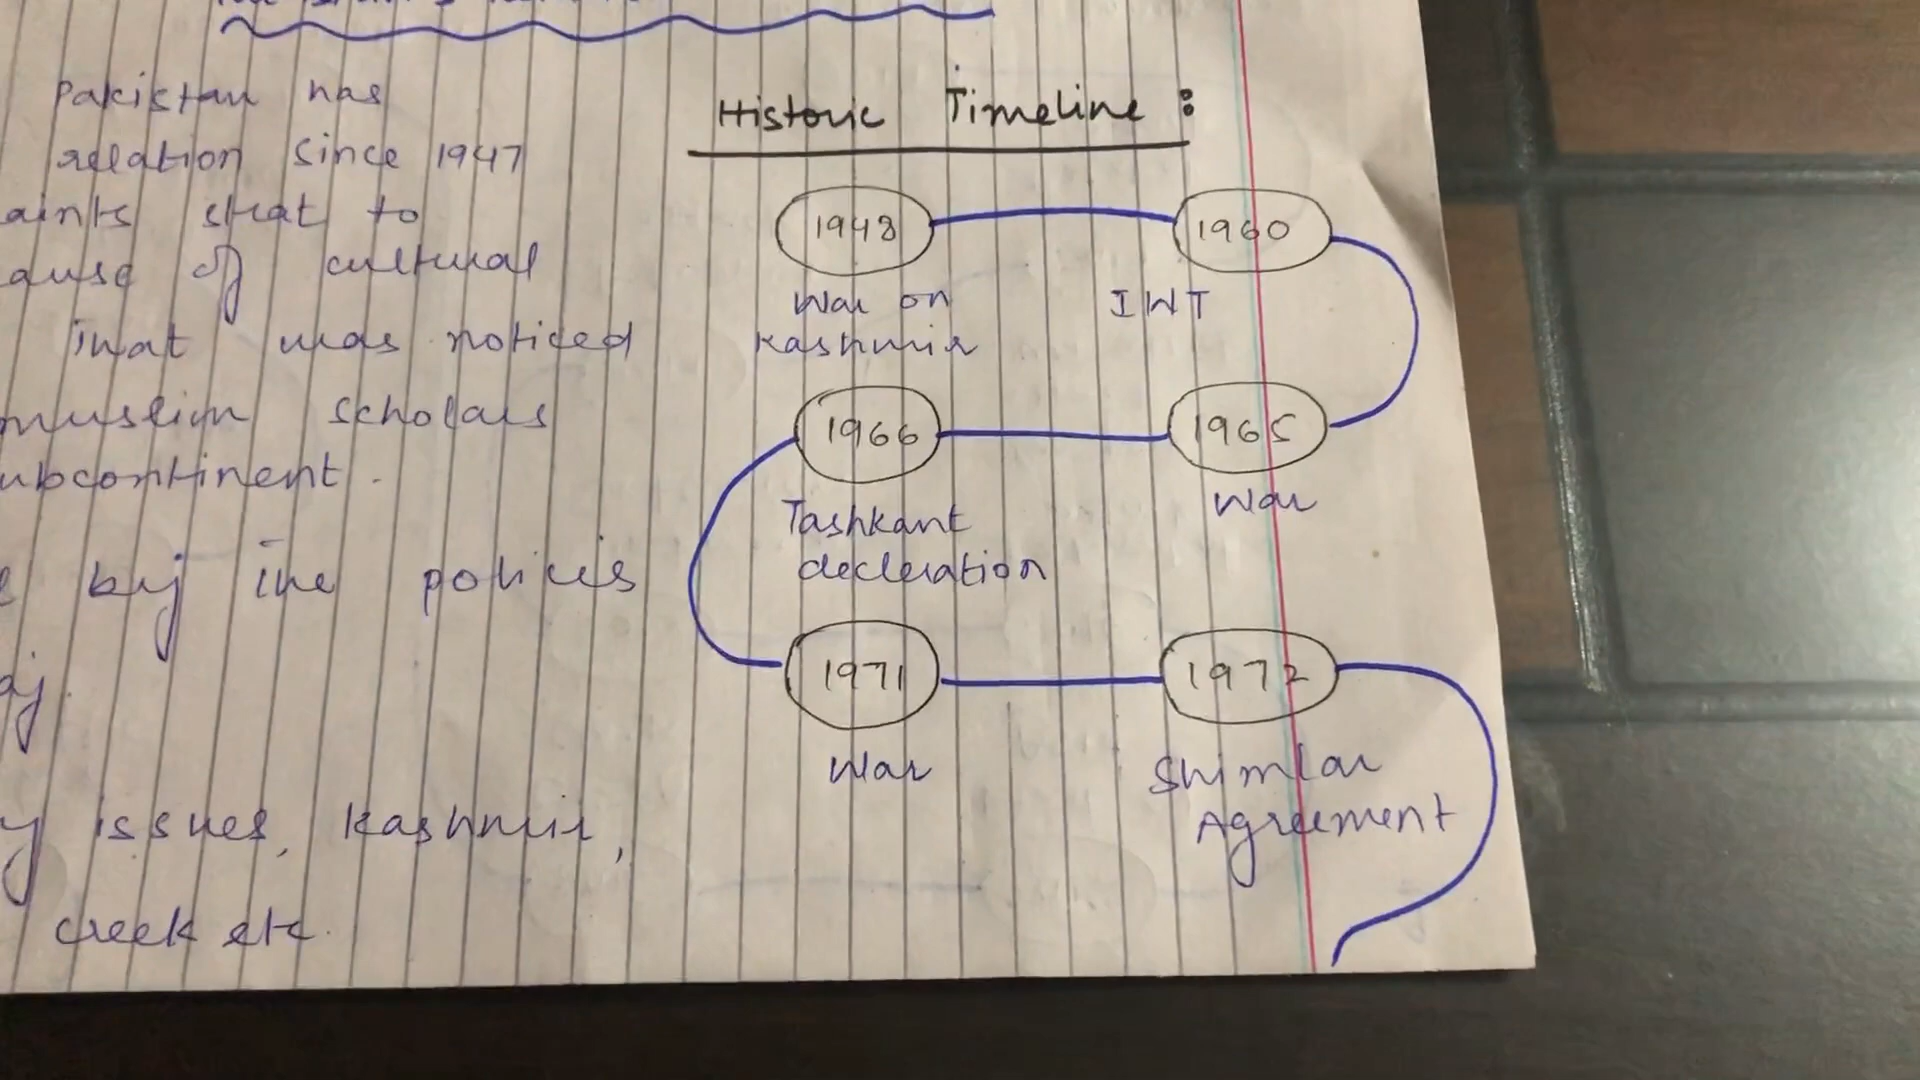 Pakistan has
relation since 1947
aints that to
ause of cultural
that was noticed
muslim scholars
ubcontinent.
by the policies
y issues, Kashmir,
creek etc.
Historic Timeline :
1948
1960
War on
Kashmir
IWT
1966
1965
Tashkant
decleration
War
1971
1972
War
Shimlar
Agreement